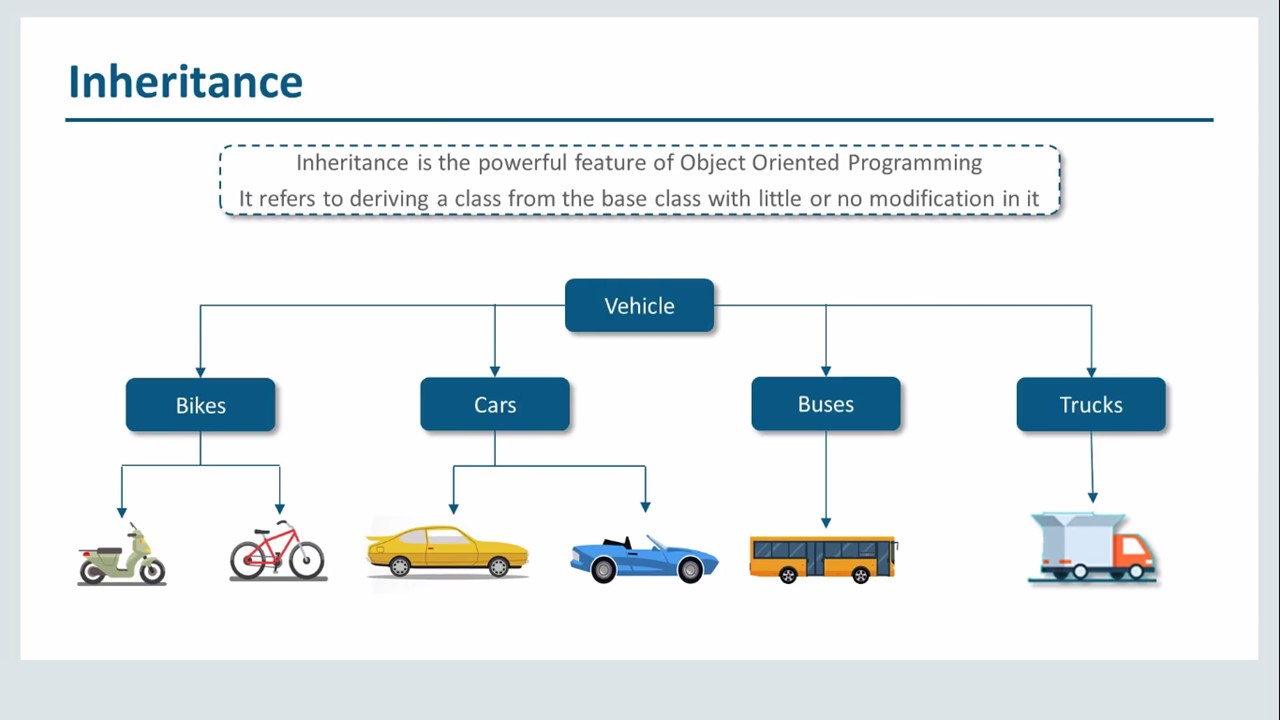 Inheritance
Inheritance is the powerful feature of Object Oriented Programming
It refers to deriving a class from the base class with little or no modification in it
Vehicle
Bikes
Cars
Buses
Trucks